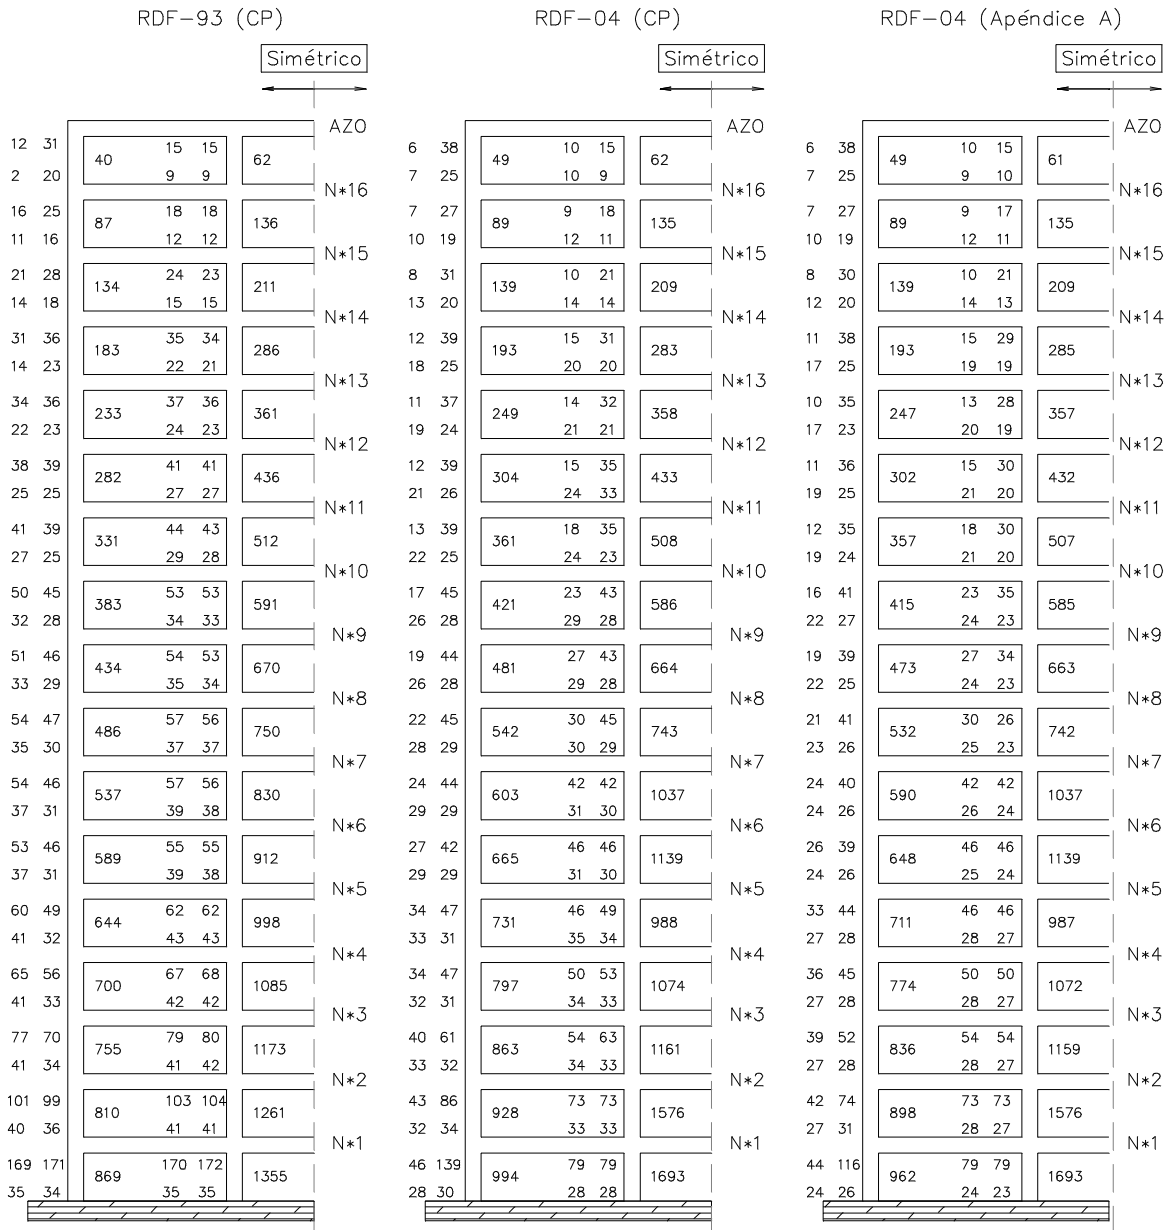 RDF-93 (CP) RDF-04 (CP) RDF-04 (Apéndice A)
Simétrico Simétrico Simétrico
AZO AZO AZO
12 31 15 15 6 38 10 15 6 38 10 15
40 62 49 62 49 61
2 20 9 9 7 25 10 9 7 25 9 10
N*16 N*16 N*16
16 25 18 18 7 27 9 18 7 27 9 17
87 136 89 135 89 135
11 16 12 12 10 19 12 11 10 19 12 11
N*15 N*15 N*15
21 28 24 23 8 31 10 21 8 30 10 21
134 211 139 209 139 209
14 18 15 15 13 20 14 14 12 20 14 13
N*14 N*14 N*14
31 36 35 34 12 39 15 31 11 38 15 29
183 286 193 283 193 285
14 23 22 21 18 25 20 20 17 25 19 19
N*13 N*13 N*13
34 36 37 36 11 37 14 32 10 35 13 28
233 361 249 358 247 357
22 23 24 23 19 24 21 21 17 23 20 19
N*12 N*12 N*12
38 39 41 41 12 39 15 35 11 36 15 30
282 436 304 433 302 432
25 25 27 27 21 26 24 33 19 25 21 20
N*11 N*11 N*11
41 39 44 43 13 39 18 35 12 35 18 30
331 512 361 508 357 507
27 25 29 28 22 25 24 23 19 24 21 20
N*10 N*10 N*10
50 45 53 53 17 45 23 43 16 41 23 35
383 591 421 586 415 585
32 28 34 33 26 28 29 28 22 27 24 23
N*9 N*9 N*9
51 46 54 53 19 44 27 43 19 39 27 34
434 670 481 664 473 663
33 29 35 34 26 28 29 28 22 25 24 23
N*8 N*8 N*8
54 47 57 56 22 45 30 45 21 41 30 26
486 750 542 743 532 742
35 30 37 37 28 29 30 29 23 26 25 23
N*7 N*7 N*7
54 46 57 56 24 44 42 42 24 40 42 42
537 830 603 1037 590 1037
37 31 39 38 29 29 31 30 24 26 26 24
N*6 N*6 N*6
53 46 55 55 27 42 46 46 26 39 46 46
589 912 665 1139 648 1139
37 31 39 38 29 29 31 30 24 26 25 24
N*5 N*5 N*5
60 49 62 62 34 47 46 49 33 44 46 46
644 998 731 988 711 987
41 32 43 43 33 31 35 34 27 28 28 27
N*4 N*4 N*4
65 56 67 68 34 47 50 53 36 45 50 50
700 1085 797 1074 774 1072
41 33 42 42 32 31 34 33 27 28 28 27
N*3 N*3 N*3
77 70 79 80 40 61 54 63 39 52 54 54
755 1173 863 1161 836 1159
41 34 41 42 33 32 34 33 27 28 28 27
N*2 N*2 N*2
101 99 103 104 43 86 73 73 42 74 73 73
810 1261 928 1576 898 1576
40 36 41 41 32 34 33 33 27 31 28 27
N*1 N*1 N*1
169 171 170 172 46 139 79 79 44 116 79 79
869 1355 994 1693 962 1693
35 34 35 35 28 30 28 28 24 26 24 23